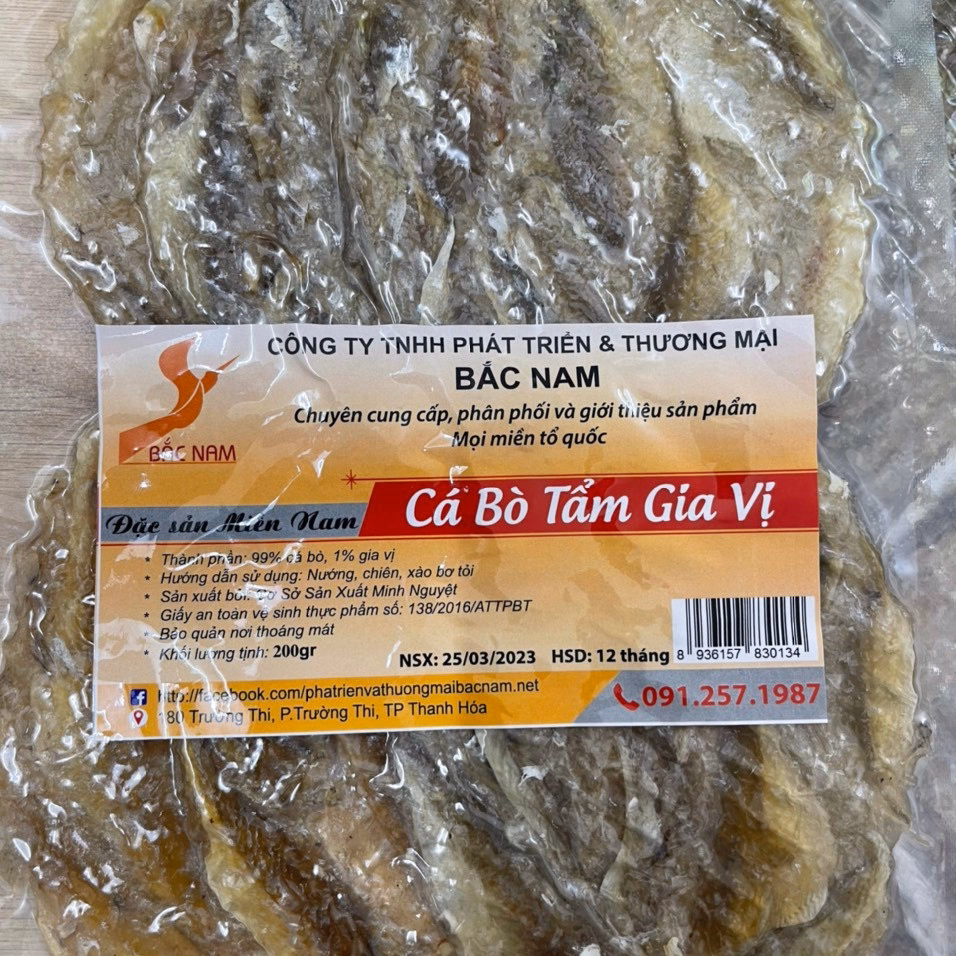 CÔNG TY TNHH PHÁT TRIỂN & THƯƠNG MẠI
BẮC NAM
Chuyên cung cấp, phân phối và giới thiệu sản phẩm
Mọi miền tổ quốc
BẮC NAM
Đặc sản Miền Nam
Cá Bò Tẩm Gia Vị
* Thành phần: 99% cá bò, 1% gia vị
* Hướng dẫn sử dụng: Nướng, chiên, xào bơ tỏi
* Sản xuất bởi: Cơ Sở Sản Xuất Minh Nguyệt
* Giấy an toàn vệ sinh thực phẩm số: 138/2016/ATTPBT
* Bảo quản nơi thoáng mát
* Khối lượng tịnh: 200gr
NSX: 25/03/2023 HSD: 12 tháng
8 936157 830134
http://facebook.com/phatrienvathuongmaibacnam.net
180 Trường Thi, P.Trường Thi, TP Thanh Hóa
091.257.1987